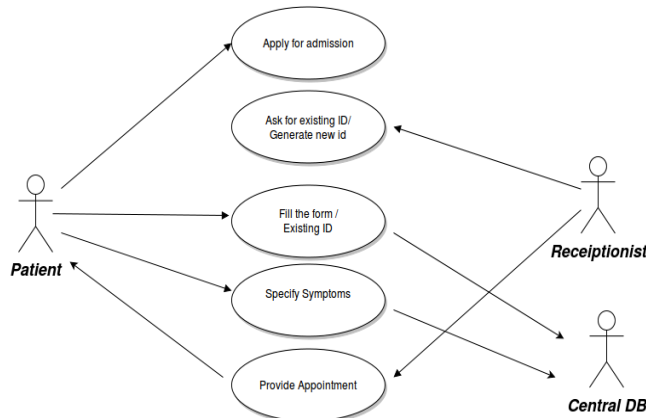 Apply for admission
Ask for existing ID/
Generate new id
Fill the form /
Existing ID
Patient
Receiptionist
Specify Symptoms
Provide Appointment
Central DB